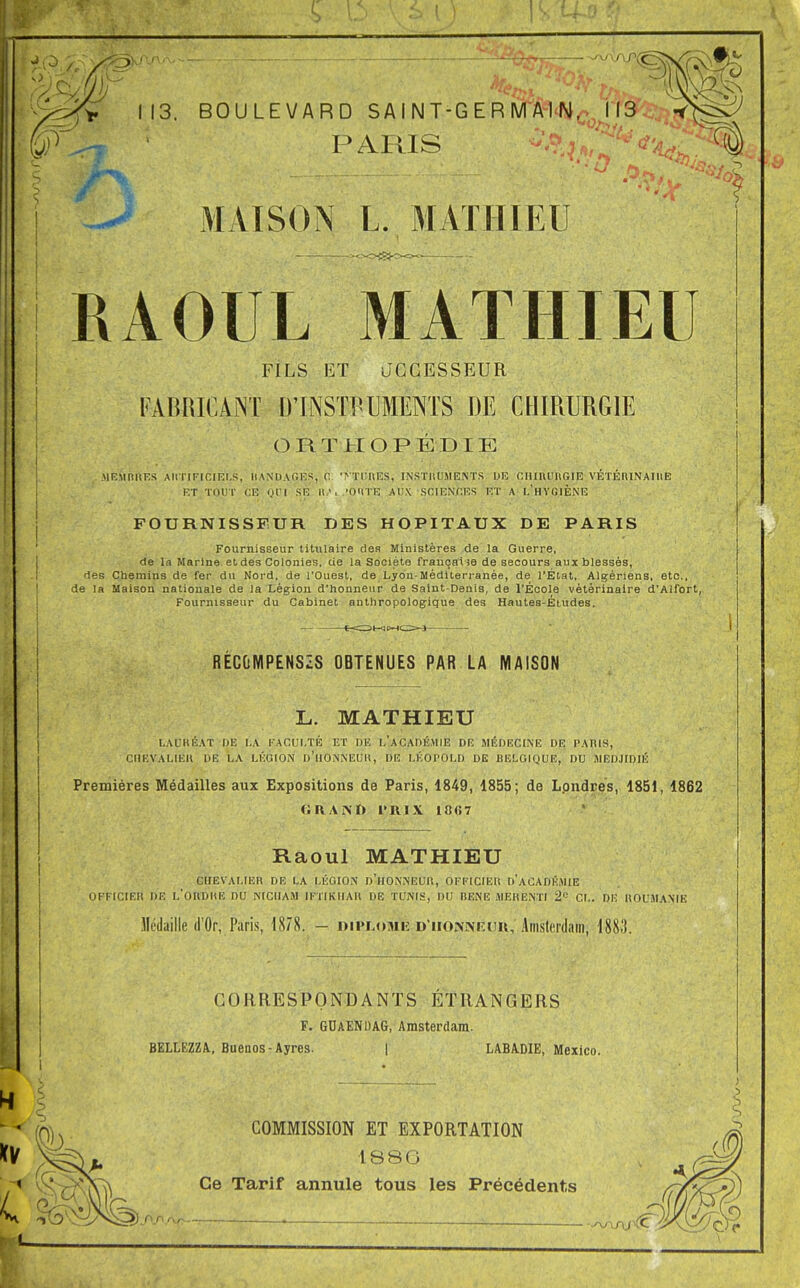 113. BOULEVARD SAINT-GERMAIN, 113
PARIS
MAISON L. MATHIEU
RAOUL MATHIEU
FILS ET UCCESSEUR
FABRICANT D'INSTRUMENTS DE CHIRURGIE
ORTHOPÉDIE
MEMBRES ARTIFICIELS, BANDAGES, C TURES, INSTRUMENTS DE CHIRURGIE VÉTÉRINAIRE
ET TOUT CE QUI SE RA ORTE AUX SCIENCES ET A L'HYGIÈNE
FOURNISSEUR DES HOPITAUX DE PARIS
Fournisseur titulaire des Ministères de la Guerre,
de la Marine et des Colonies, de la Société française de secours aux blessés,
des Chemins de fer du Nord, de l'Ouest, de Lyon-Méditerranée, de l'État, Algériens, etc.,
de la Maison nationale de la Légion d'honneur de Saint-Denis, de l'École vétérinaire d'Alfort,
Fournisseur du Cabinet anthropologique des Hautes-Études.
RÉCOMPENSES OBTENUES PAR LA MAISON
L. MATHIEU
LAURÉAT DE LA FACULTÉ ET DE L'ACADÉMIE DE MÉDECINE DE PARIS,
CHEVALIER DE LA LÉGION D'HONNEUR, DE LÉOPOLD DE BELGIQUE, DU MEDJIDIÉ
Premières Médailles aux Expositions de Paris, 1849, 1855; de Londres, 1851, 1862
GRAND PRIX 1867
Raoul MATHIEU
CHEVALIER DE LA LÉGION D'HONNEUR, OFFICIER D'ACADÉMIE
OFFICIER DE L'ORDRE DU NICHAM IFTIKHAR DE TUNIS, DU BENE MERENTI 2e CL. DE ROUMANIE
Médaille d'Or, Paris, 1878. — DIPLOME D'HONNEUR, Amsterdam, 1883.
CORRESPONDANTS ÉTRANGERS
F. GUAENDAG, Amsterdam.
BELLEZZA, Buenos-Ayres. | LABADIE, Mexico.
COMMISSION ET EXPORTATION
1886
Ce Tarif annule tous les Précédents